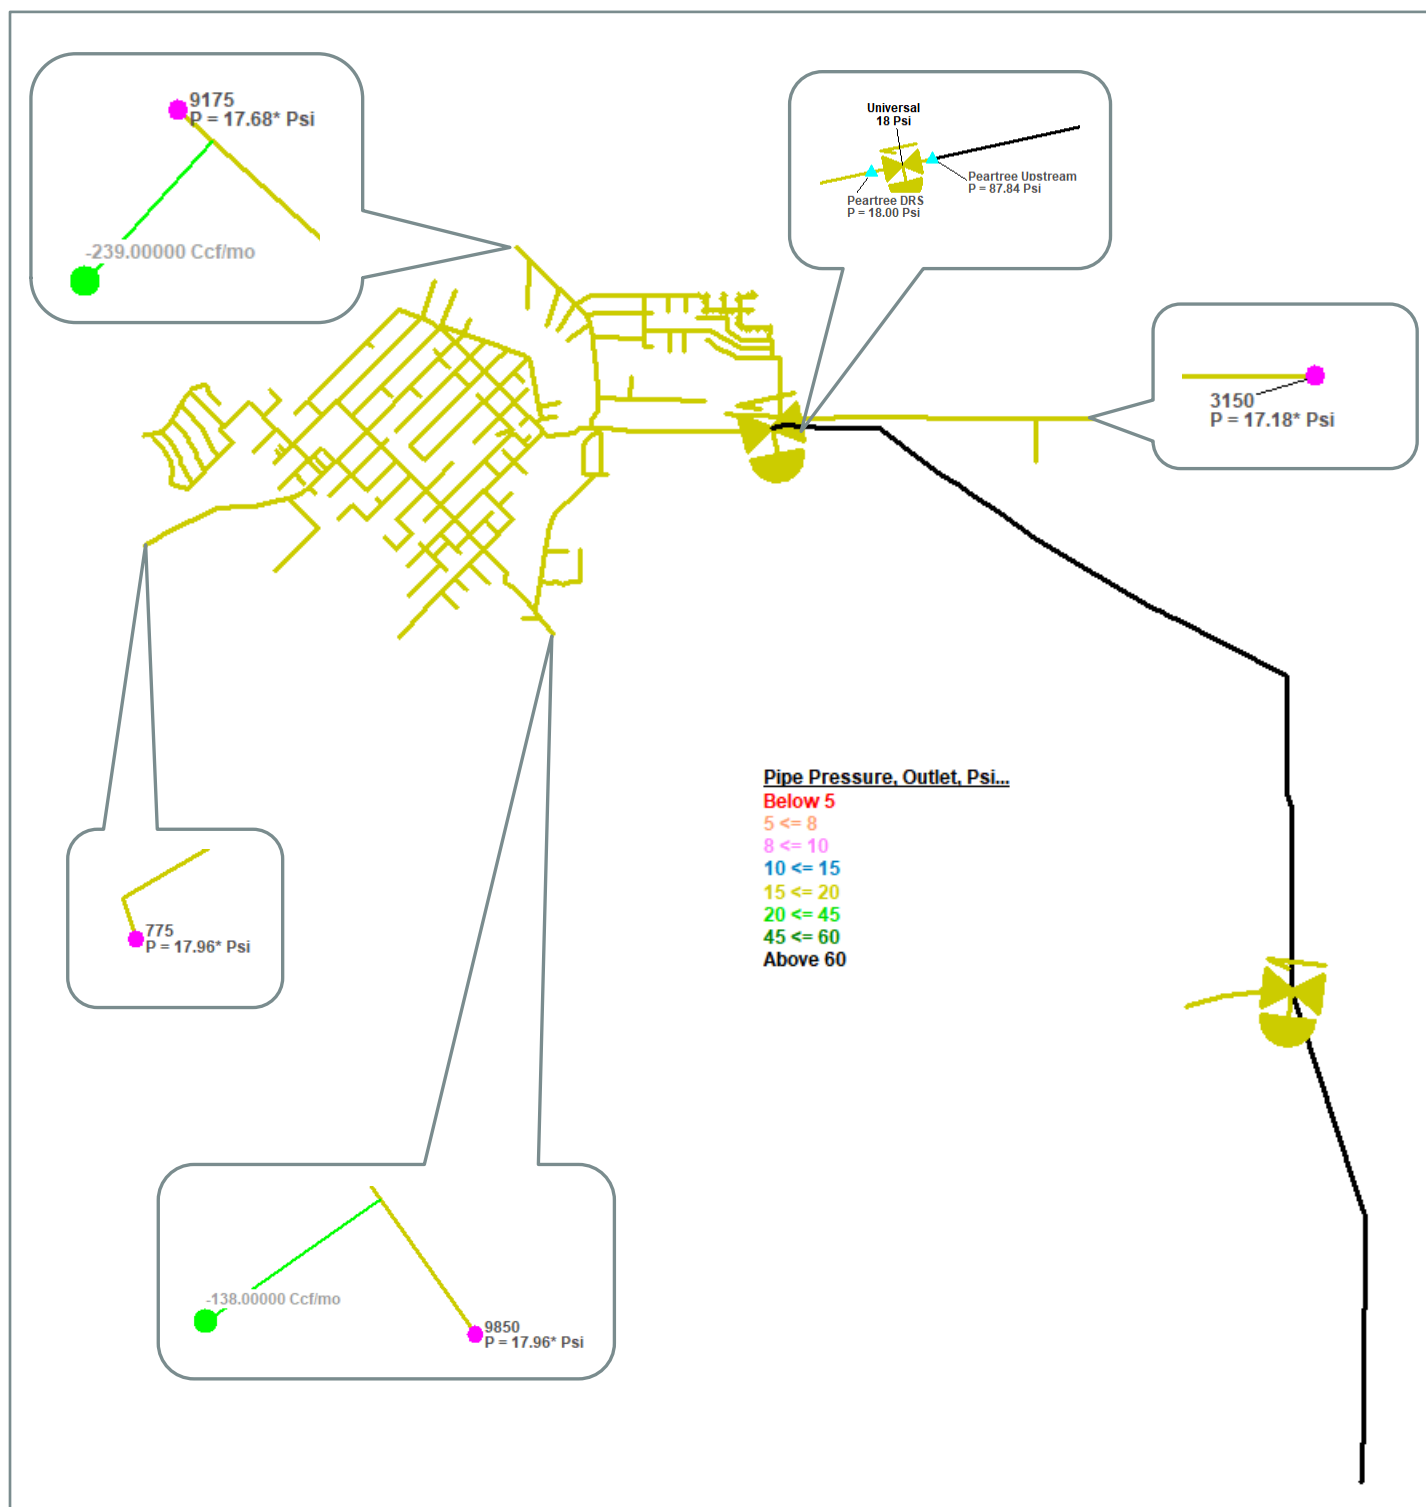 9175
P = 17.68* Psi
-239.00000 Ccf/mo
Universal
18 Psi
Peartree Upstream
P = 87.84 Psi
Peartree DRS
P = 18.00 Psi
3150
P = 17.18* Psi
Pipe Pressure, Outlet, Psi...
Below 5
5 <= 8
8 <= 10
10 <= 15
15 <= 20
20 <= 45
45 <= 60
Above 60
775
P = 17.96* Psi
-138.00000 Ccf/mo
9850
P = 17.96* Psi